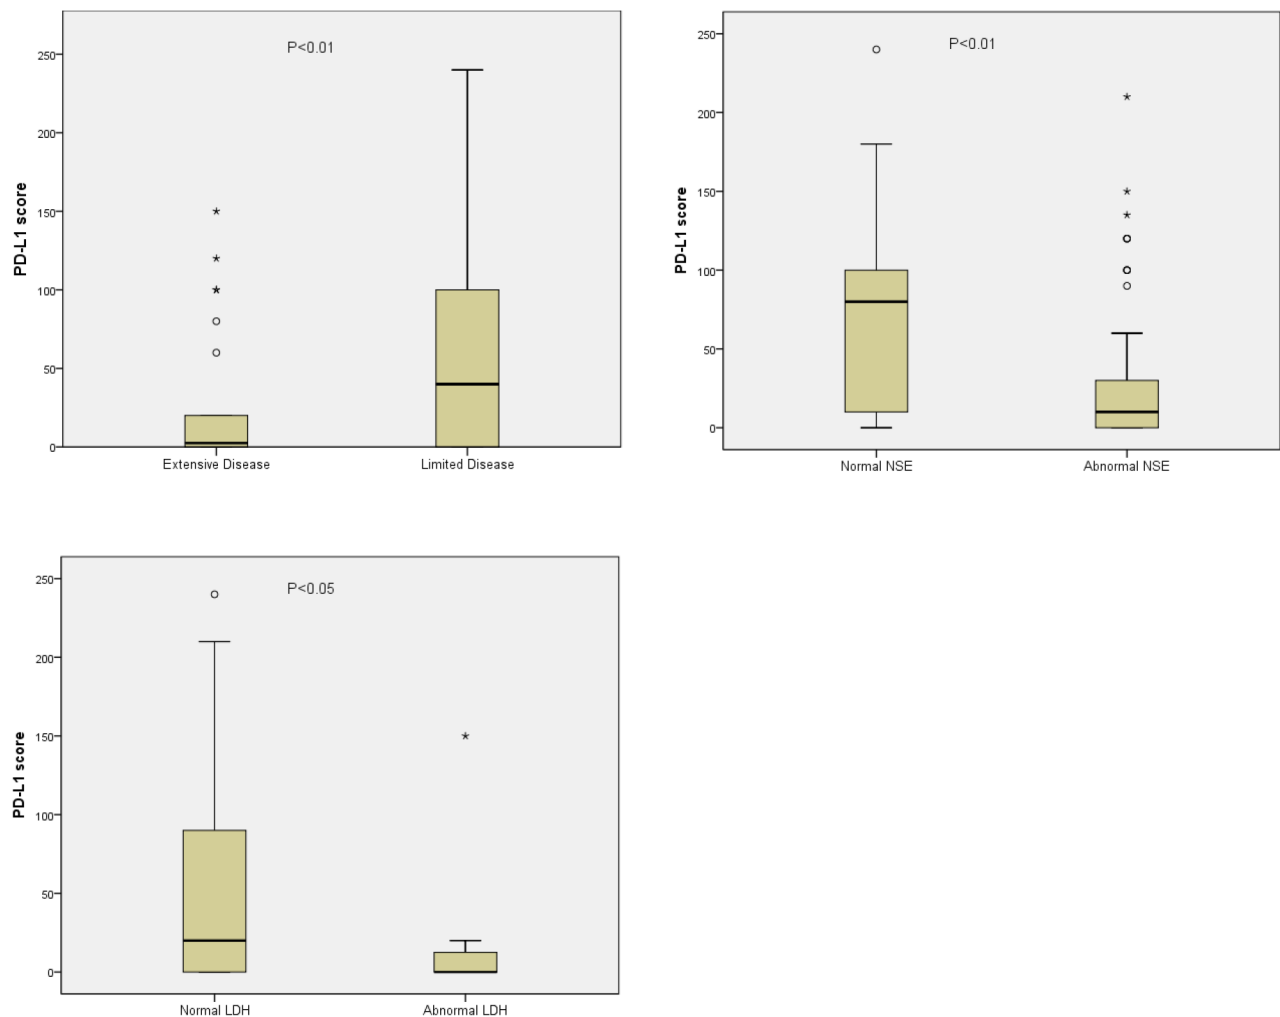 P<0.01
250
200
150
100
50
0
PD-L1 score
Extensive Disease
Limited Disease
P<0.01
250
200
150
100
50
0
PD-L1 score
Normal NSE
Abnormal NSE
P<0.05
250
200
150
100
50
0
PD-L1 score
Normal LDH
Abnormal LDH